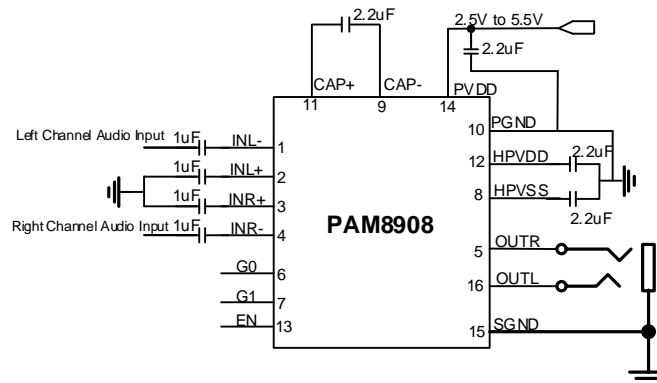 2.2uF
2.5V to 5.5V
2.2uF
CAP+
CAP-
PVDD
11
9
14
Left Channel Audio Input
1uF
INL-
1
10
PGND
1uF
INL+
2
12
HPVDD
2.2uF
1uF
INR+
3
8
HPVSS
2.2uF
Right Channel Audio Input
1uF
INR-
4
PAM8908
5
OUTR
G0
6
16
OUTL
G1
7
EN
13
15
SGND